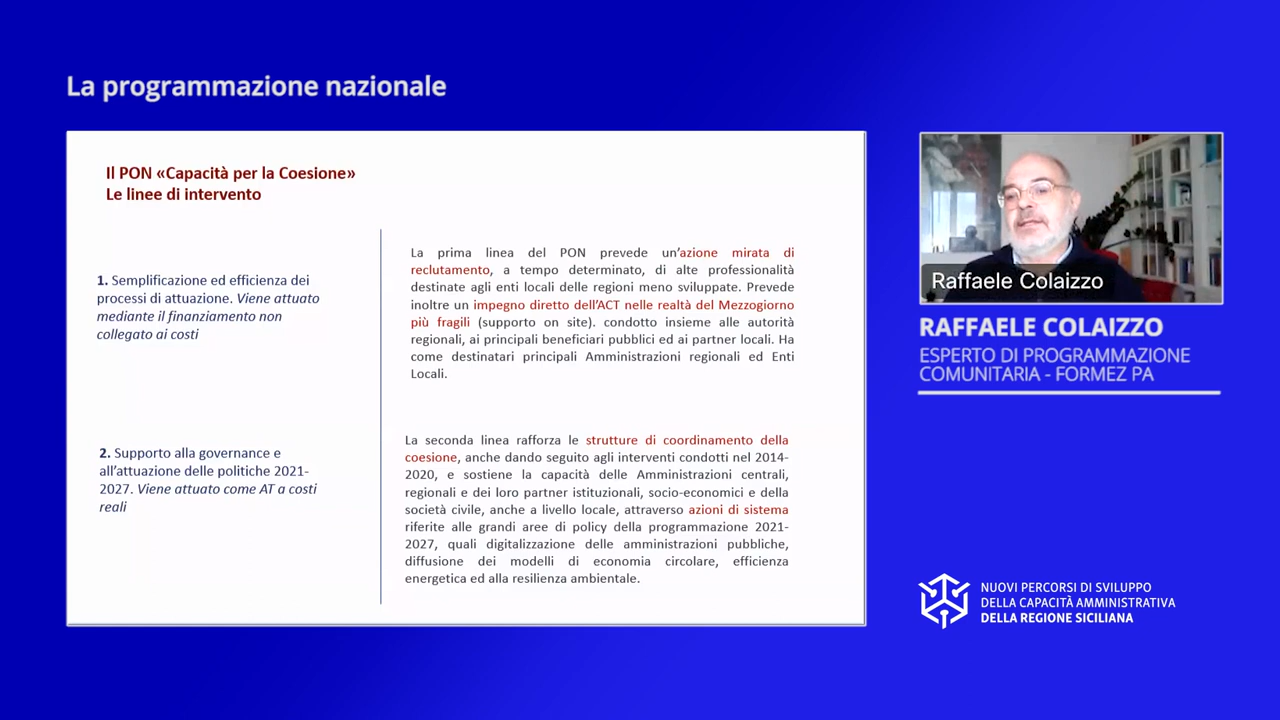 La programmazione nazionale
Il PON «Capacità per la Coesione»
Le linee di intervento
1. Semplificazione ed efficienza dei
processi di attuazione. Viene attuato
mediante il finanziamento non
collegato ai costi
La prima linea del PON prevede un’azione mirata di
reclutamento, a tempo determinato, di alte professionalità
destinate agli enti locali delle regioni meno sviluppate. Prevede
inoltre un impegno diretto dell’ACT nelle realtà del Mezzogiorno
più fragili (supporto on site). condotto insieme alle autorità
regionali, ai principali beneficiari pubblici ed ai partner locali. Ha
come destinatari principali Amministrazioni regionali ed Enti
Locali.
2. Supporto alla governance e
all’attuazione delle politiche 2021-
2027. Viene attuato come AT a costi
reali
La seconda linea rafforza le strutture di coordinamento della
coesione, anche dando seguito agli interventi condotti nel 2014-
2020, e sostiene la capacità delle Amministrazioni centrali,
regionali e dei loro partner istituzionali, socio-economici e della
società civile, anche a livello locale, attraverso azioni di sistema
riferite alle grandi aree di policy della programmazione 2021-
2027, quali digitalizzazione delle amministrazioni pubbliche,
diffusione dei modelli di economia circolare, efficienza
energetica ed alla resilienza ambientale.
Raffaele Colaizzo
RAFFAELE COLAIZZO
ESPERTO DI PROGRAMMAZIONE
COMUNITARIA - FORMEZ PA
NUOVI PERCORSI DI SVILUPPO
DELLA CAPACITÀ AMMINISTRATIVA
DELLA REGIONE SICILIANA